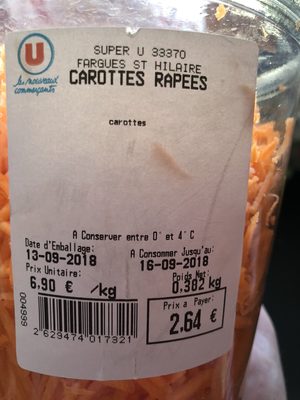 U
les nouveaux
commerçants
SUPER U 33370
FARGUES ST HILAIRE
CAROTTES RAPEES
carottes
A Conserver entre 0° et 4°C
Date d'Emballage:
13-09-2018
A Consommer Jusqu'au:
16-09-2018
Prix Unitaire:
6,90 € /kg
Poids Net:
0.382 kg
Prix a Payer:
2.64 €
004999
2 629474 017321